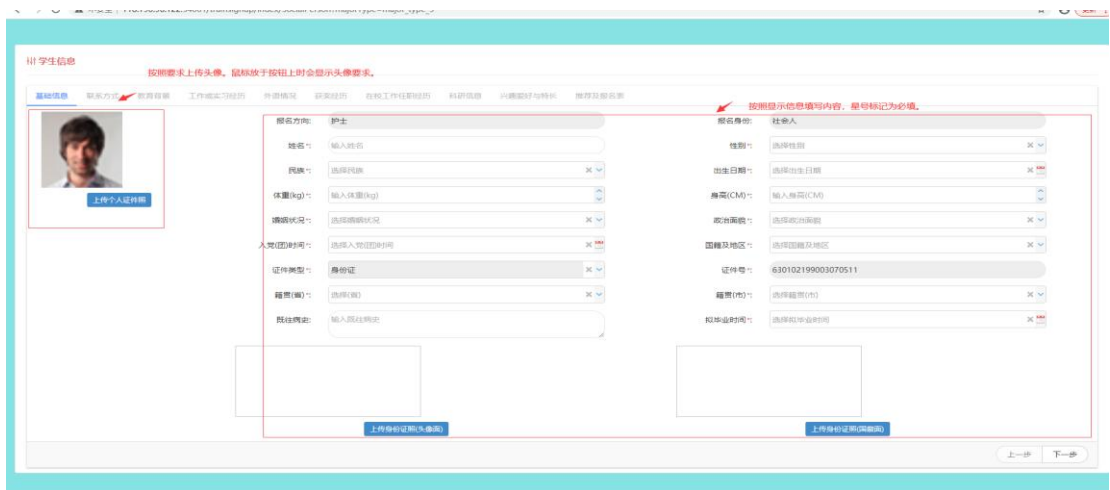 学生信息
按照要求上传头像。鼠标放于按钮上时会显示头像要求。
基础信息 联系方式 教育背景 工作或实习经历 外语情况 获奖经历 在校工作任职经历 科研信息 兴趣爱好与特长 推荐及报名表
按照显示信息填写内容、星号标记为必填。
报名方向: 护士 报名身份: 社会人
姓名*: 输入姓名 性别*: 选择性别
民族*: 选择民族 出生日期*: 选择出生日期
上传个人证件照 体重(kg)*: 输入体重(kg) 身高(CM)*: 输入身高(CM)
婚姻状况*: 选择婚姻状况 政治面貌*: 选择政治面貌
入党(团)时间*: 选择入党(团)时间 国籍及地区*: 选择国籍及地区
证件类型*: 身份证 证件号*: 630102199003070511
籍贯(省)*: 选择(省) 籍贯(市)*: 选择籍贯(市)
既往病史: 输入既往病史 拟毕业时间*: 选择拟毕业时间
上传身份证照(头像面) 上传身份证照(国徽面)
上一步 下一步